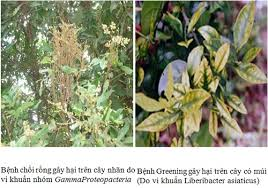 Bệnh chổi rồng gây hại trên cây nhãn do
vi khuẩn nhóm GammaProteopacteria
Bệnh Greening gây hại trên cây có múi
(Do vi khuẩn Liberibacter asiaticus)